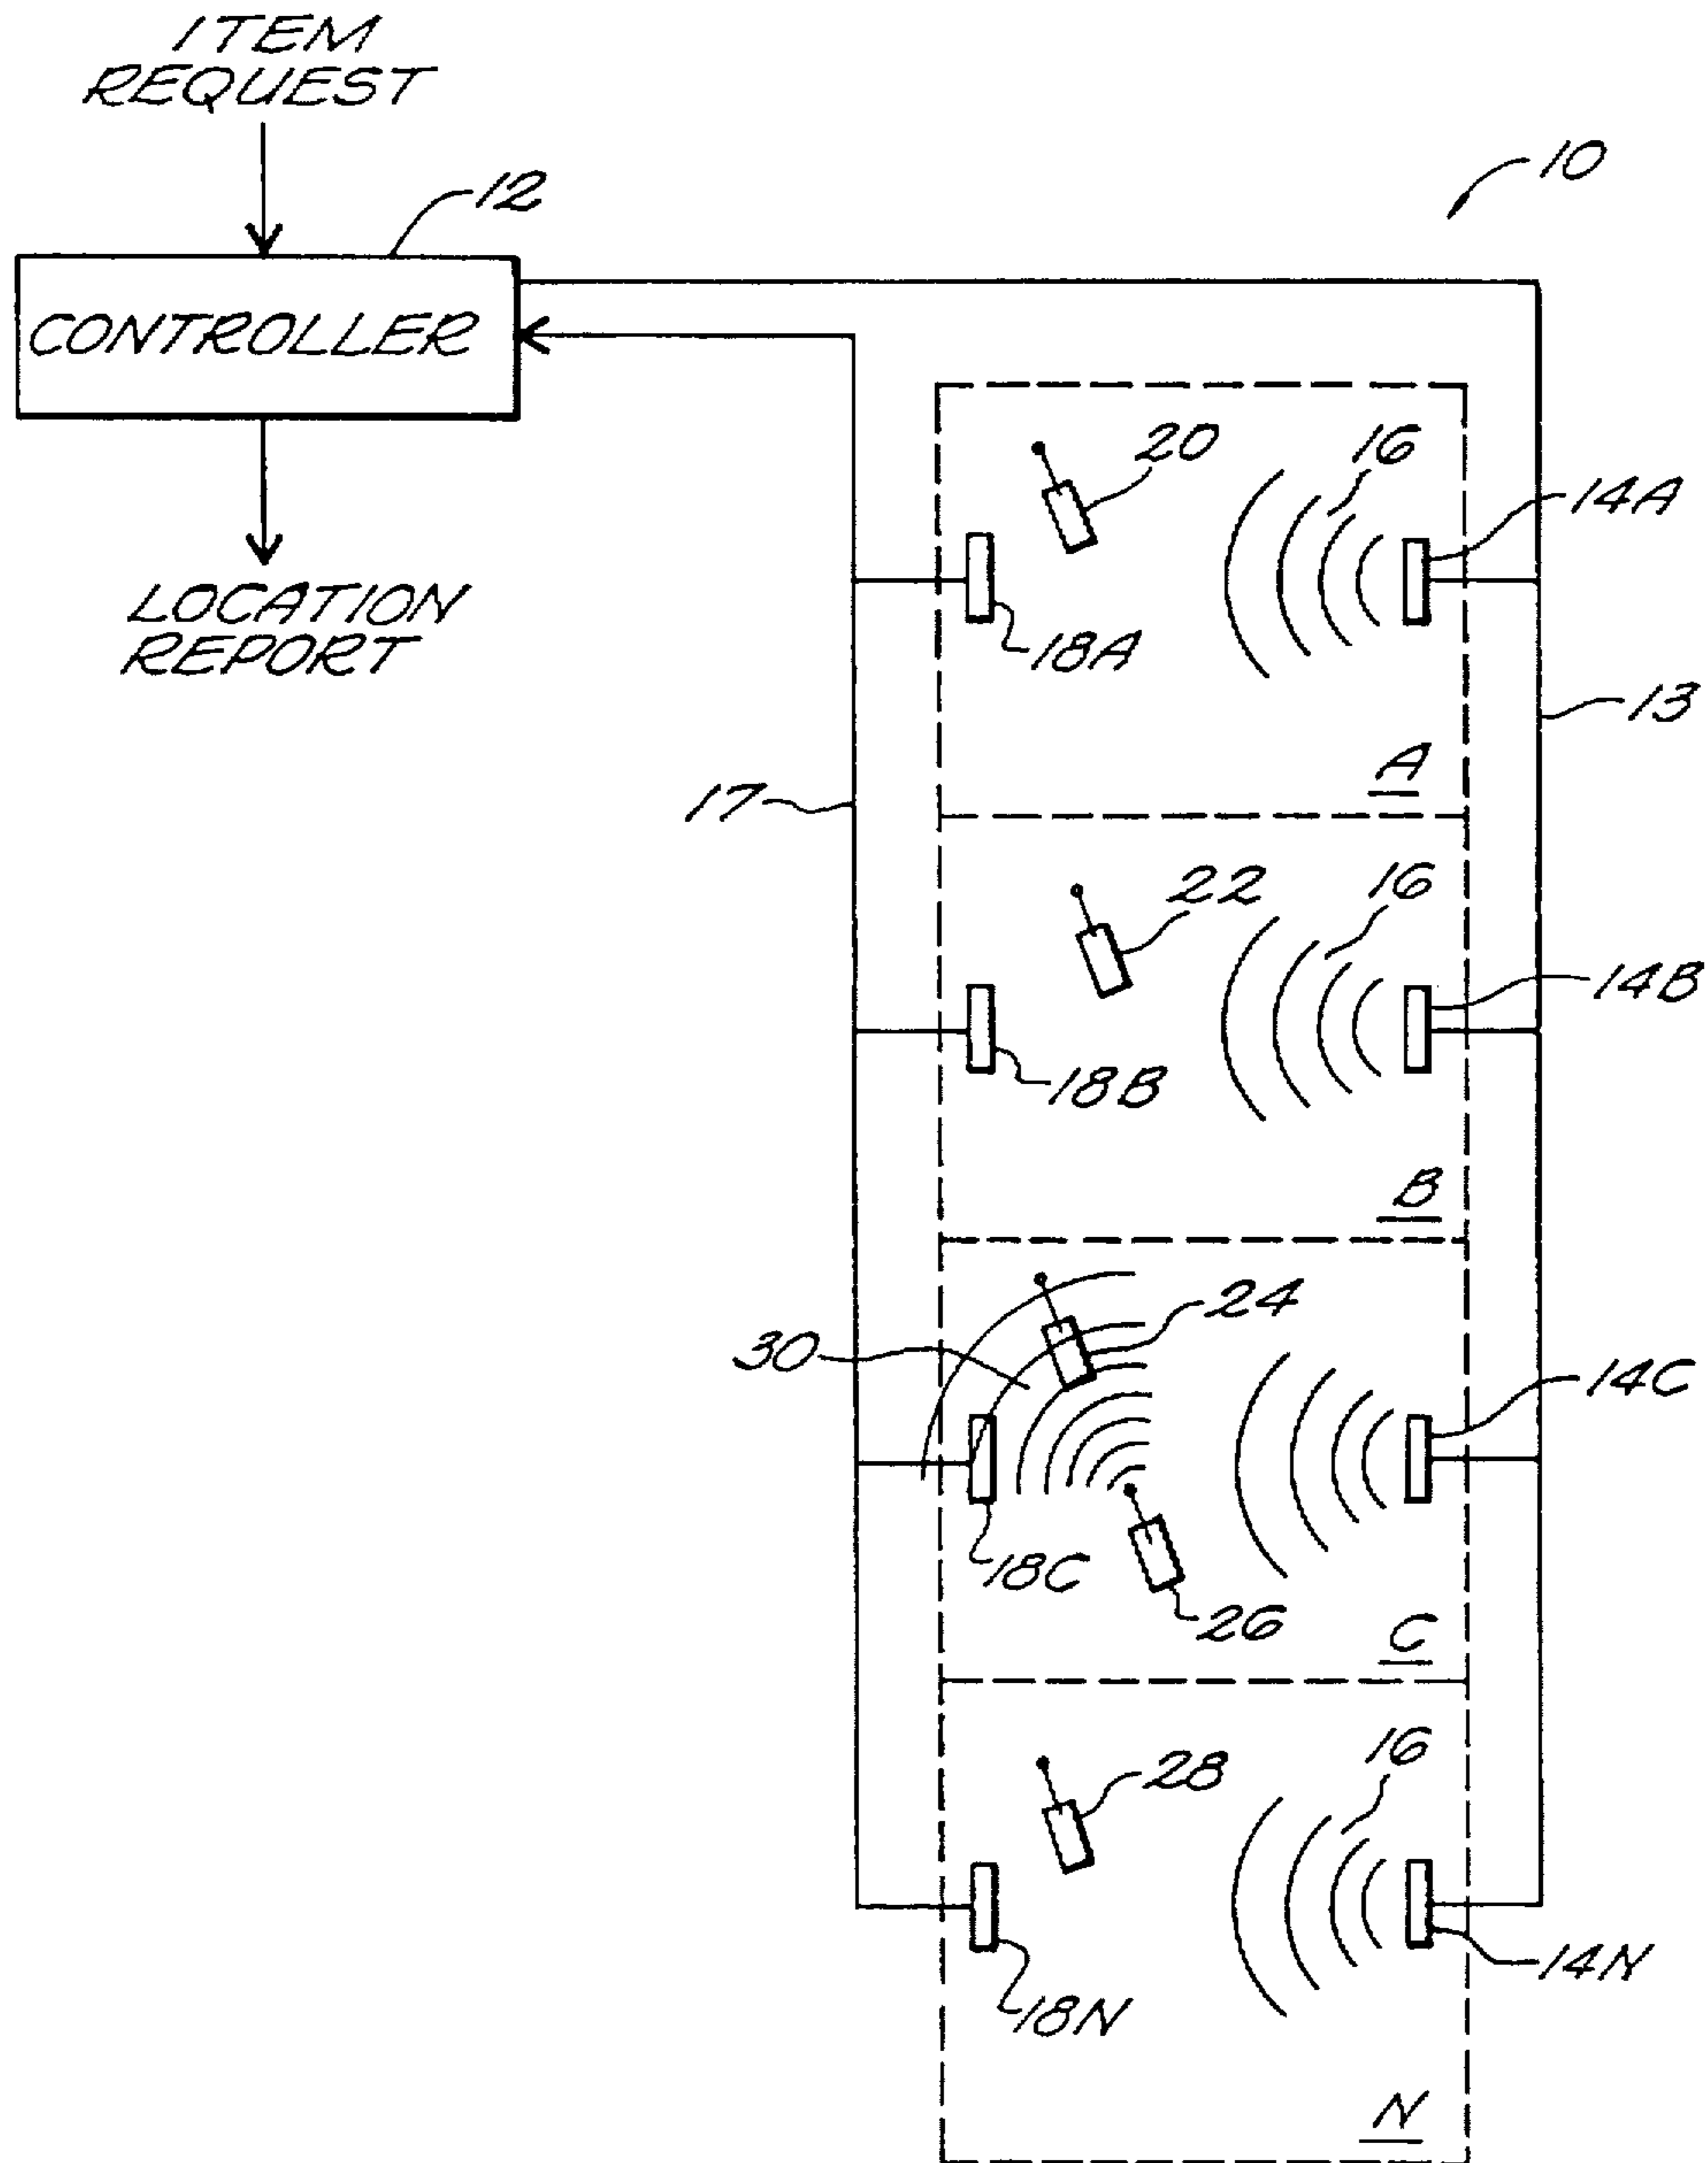 ITEM
REQUEST
12
10
CONTROLLER
LOCATION
REPORT
20
16
14A
18A
13
A
17
22
16
14B
18B
B
24
30
14C
18C
26
C
28
16
14N
18N
N